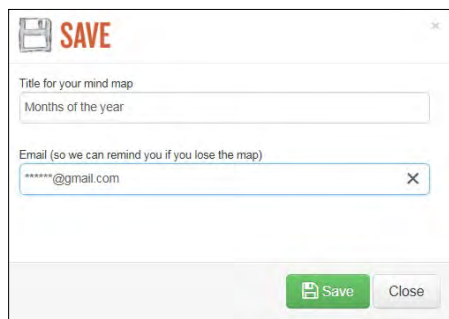 SAVE
Title for your mind map
Months of the year
Email (so we can remind you if you lose the map)
******@gmail.com
Save Close